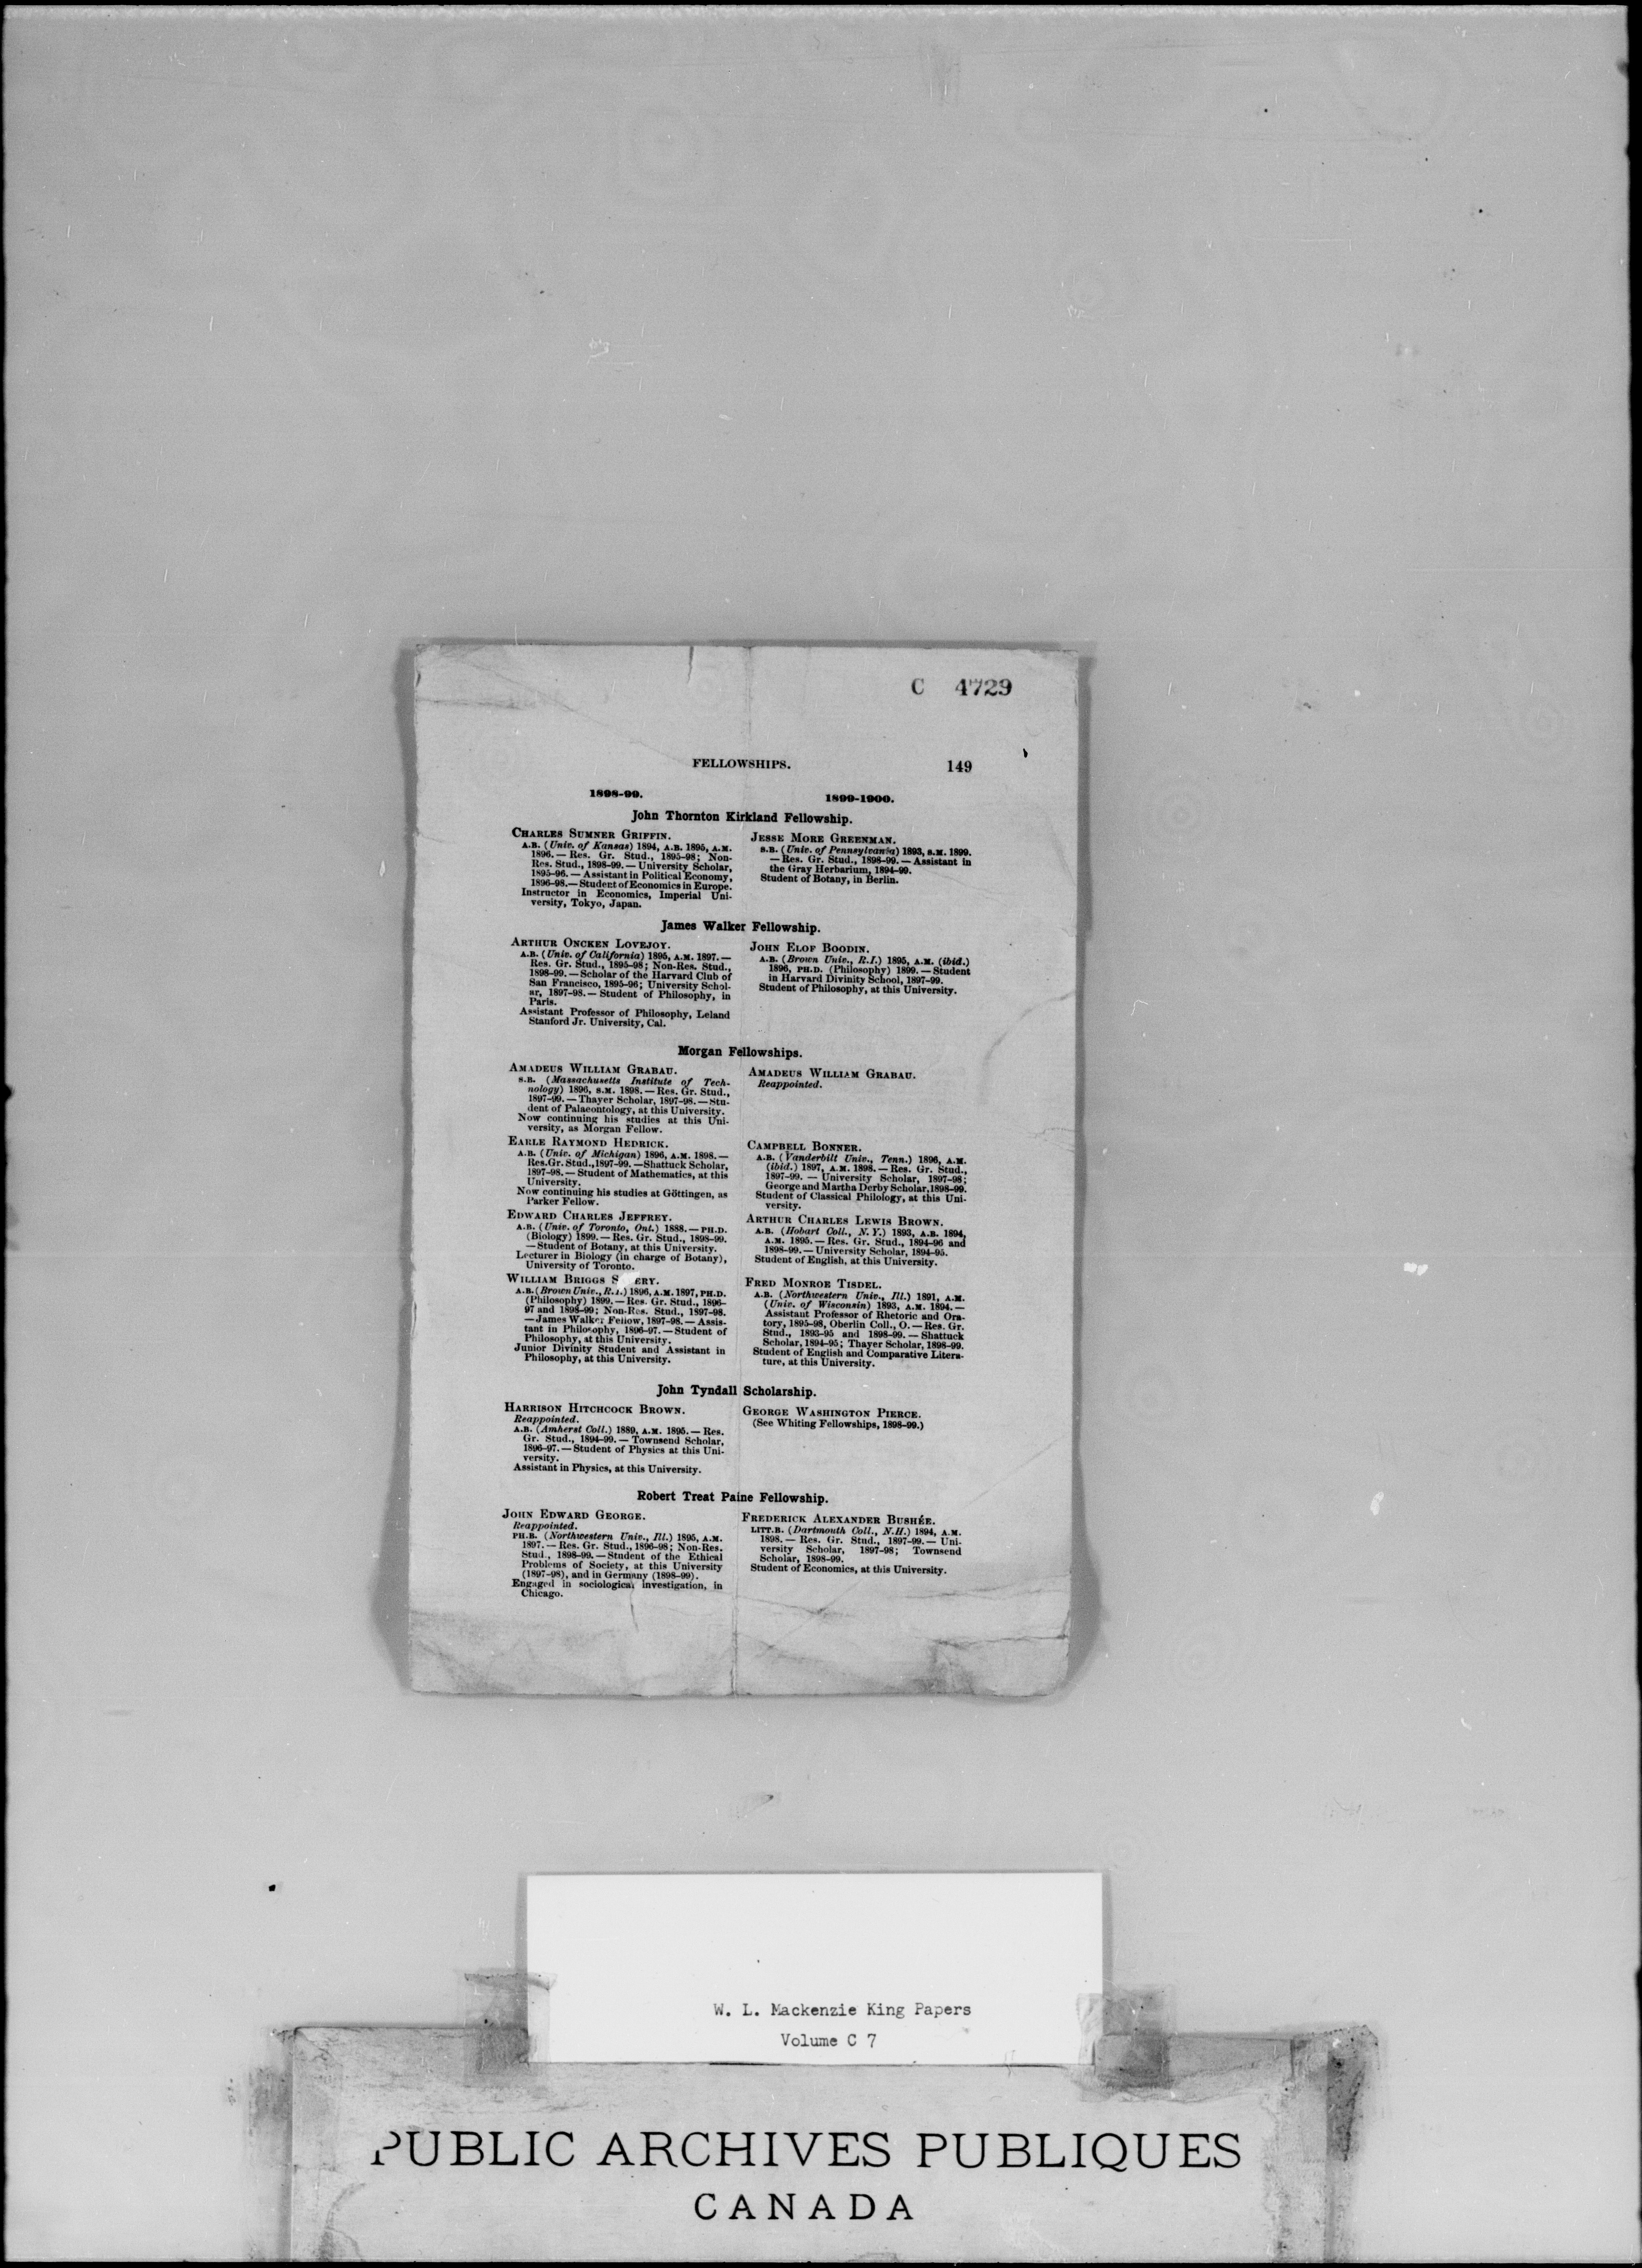 C 4729
FELLOWSHIPS. 149
1898-99. 1899-1900.
John Thornton Kirkland Fellowship.
CHARLES SUMNER GRIFFIN.
A.B. (Univ. of Kansas) 1894, A.B. 1895, A.M.
1896.—Res. Gr. Stud., 1895-98; Non-
Res. Stud., 1898-99.—University Scholar,
1895-96.—Assistant in Political Economy,
1896-98.—Student of Economics in Europe.
Instructor in Economics, Imperial Uni-
versity, Tokyo, Japan.
JESSE MORE GREENMAN.
S.B. (Univ. of Pennsylvania) 1893, S.M. 1899.
—Res. Gr. Stud., 1898-99.—Assistant in
the Gray Herbarium, 1894-99.
Student of Botany, in Berlin.
James Walker Fellowship.
ARTHUR ONCKEN LOVEJOY.
A.B. (Univ. of California) 1895, A.M. 1897.—
Res. Gr. Stud., 1895-98; Non-Res. Stud.,
1898-99.—Scholar of the Harvard Club of
San Francisco, 1895-96; University Schol-
ar, 1897-98.—Student of Philosophy, in
Paris.
Assistant Professor of Philosophy, Leland
Stanford Jr. University, Cal.
JOHN ELOF BOODIN.
A.B. (Brown Univ., R.I.) 1895, A.M. (ibid.)
1896, PH.D. (Philosophy) 1899.—Student
in Harvard Divinity School, 1897-99.
Student of Philosophy, at this University.
Morgan Fellowships.
AMADEUS WILLIAM GRABAU.
S.B. (Massachusetts Institute of Tech-
nology) 1896, S.M. 1898.—Res. Gr. Stud.,
1897-99.—Thayer Scholar, 1897-98.—Stu-
dent of Palaeontology, at this University.
Now continuing his studies at this Uni-
versity, as Morgan Fellow.
AMADEUS WILLIAM GRABAU.
Reappointed.
EARLE RAYMOND HEDRICK.
A.B. (Univ. of Michigan) 1896, A.M. 1898.—
Res.Gr. Stud., 1897-99.—Shattuck Scholar,
1897-98.—Student of Mathematics, at this
University.
Now continuing his studies at Göttingen, as
Parker Fellow.
CAMPBELL BONNER.
A.B. (Vanderbilt Univ., Tenn.) 1896, A.M.
(ibid.) 1897, A.M. 1898.—Res. Gr. Stud.,
1897-99.—University Scholar, 1897-98;
George and Martha Derby Scholar, 1898-99.
Student of Classical Philology, at this Uni-
versity.
EDWARD CHARLES JEFFREY.
A.B. (Univ. of Toronto, Ont.) 1888.—PH.D.
(Biology) 1899.—Res. Gr. Stud., 1898-99.
—Student of Botany, at this University.
Lecturer in Biology (in charge of Botany),
University of Toronto.
ARTHUR CHARLES LEWIS BROWN.
A.B. (Hobart Coll., N.Y.) 1893, A.B. 1894,
A.M. 1895.—Res. Gr. Stud., 1894-96 and
1898-99.—University Scholar, 1894-95.
Student of English, at this University.
WILLIAM BRIGGS S ERY.
A.B. (Brown Univ., R.I.) 1896, A.M. 1897, PH.D.
(Philosophy) 1899.—Res. Gr. Stud., 1896-
97 and 1898-99; Non-Res. Stud., 1897-98.
—James Walker Fellow, 1897-98.—Assis-
tant in Philosophy, 1896-97.—Student of
Philosophy, at this University.
Junior Divinity Student and Assistant in
Philosophy, at this University.
FRED MONROE TISDEL.
A.B. (Northwestern Univ., Ill.) 1891, A.M.
(Univ. of Wisconsin) 1893, A.M. 1894.—
Assistant Professor of Rhetoric and Ora-
tory, 1895-98, Oberlin Coll., O.—Res. Gr.
Stud., 1893-95 and 1898-99.—Shattuck
Scholar, 1894-95; Thayer Scholar, 1898-99.
Student of English and Comparative Litera-
ture, at this University.
John Tyndall Scholarship.
HARRISON HITCHCOCK BROWN.
Reappointed.
A.B. (Amherst Coll.) 1889, A.M. 1895.—Res.
Gr. Stud., 1894-99.—Townsend Scholar,
1896-97.—Student of Physics at this Uni-
versity.
Assistant in Physics, at this University.
GEORGE WASHINGTON PIERCE.
(See Whiting Fellowships, 1898-99.)
Robert Treat Paine Fellowship.
JOHN EDWARD GEORGE.
Reappointed.
PH.B. (Northwestern Univ., Ill.) 1895, A.M.
1897.—Res. Gr. Stud., 1896-98; Non-Res.
Stud., 1898-99.—Student of the Ethical
Problems of Society, at this University
(1897-98), and in Germany (1898-99).
Engaged in sociological investigation, in
Chicago.
FREDERICK ALEXANDER BUSHÉE.
LITT.B. (Dartmouth Coll., N.H.) 1894, A.M.
1898.—Res. Gr. Stud., 1897-99.—Uni-
versity Scholar, 1897-98; Townsend
Scholar, 1898-99.
Student of Economics, at this University.
W. L. Mackenzie King Papers
Volume C 7
PUBLIC ARCHIVES PUBLIQUES
CANADA